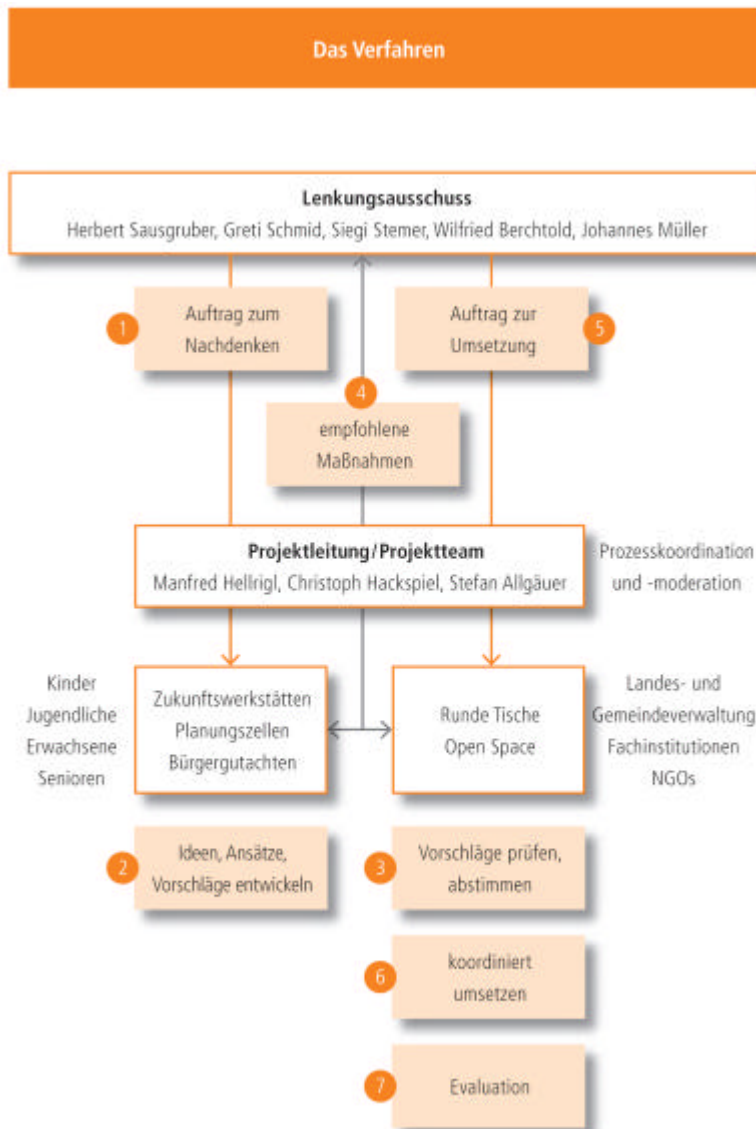 Das Verfahren
Lenkungsausschuss
Herbert Sausgruber, Greti Schmid, Siegi Stemer, Wilfried Berchtold, Johannes Müller
1
Auftrag zum
Nachdenken
Auftrag zur
Umsetzung
5
4
empfohlene
Maßnahmen
Projektleitung/Projektteam
Manfred Hellrigl, Christoph Hackspiel, Stefan Allgäuer
Prozesskoordination
und -moderation
Kinder
Jugendliche
Erwachsene
Senioren
Zukunftswerkstätten
Planungszellen
Bürgergutachten
Runde Tische
Open Space
Landes- und
Gemeindeverwaltung
Fachinstitutionen
NGOs
2
Ideen, Ansätze,
Vorschläge entwickeln
3
Vorschläge prüfen,
abstimmen
6
koordiniert
umsetzen
7
Evaluation